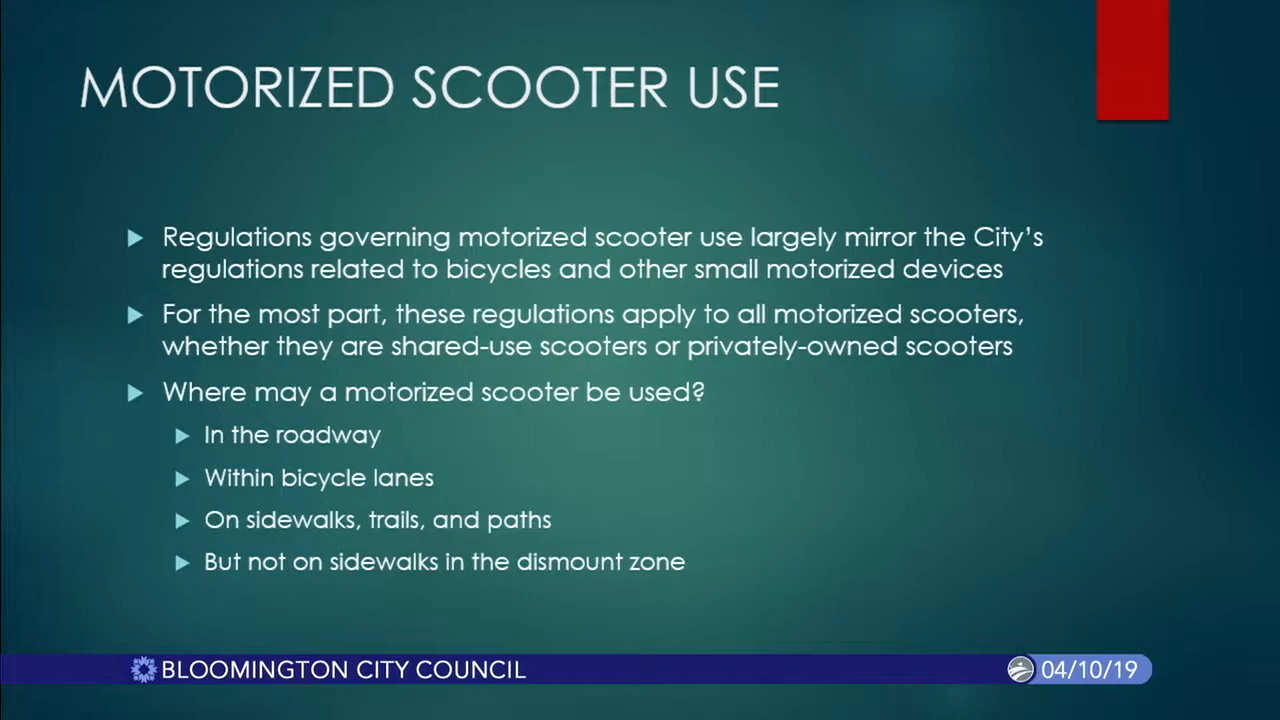 MOTORIZED SCOOTER USE
Regulations governing motorized scooter use largely mirror the City's
regulations related to bicycles and other small motorized devices
For the most part, these regulations apply to all motorized scooters,
whether they are shared-use scooters or privately-owned scooters
Where may a motorized scooter be used?
In the roadway
Within bicycle lanes
On sidewalks, trails, and paths
But not on sidewalks in the dismount zone
BLOOMINGTON CITY COUNCIL
04/10/19